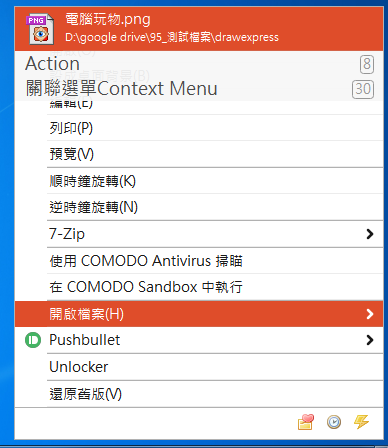 PNG
電腦玩物.png
D:\google drive\95_測試檔案\drawexpress
Action
8
關聯選單Context Menu
30
編輯(E)
列印(P)
預覽(V)
順時鐘旋轉(K)
逆時鐘旋轉(N)
7-Zip
使用 COMODO Antivirus 掃瞄
在 COMODO Sandbox 中執行
開啟檔案(H)
Pushbullet
Unlocker
還原舊版(V)